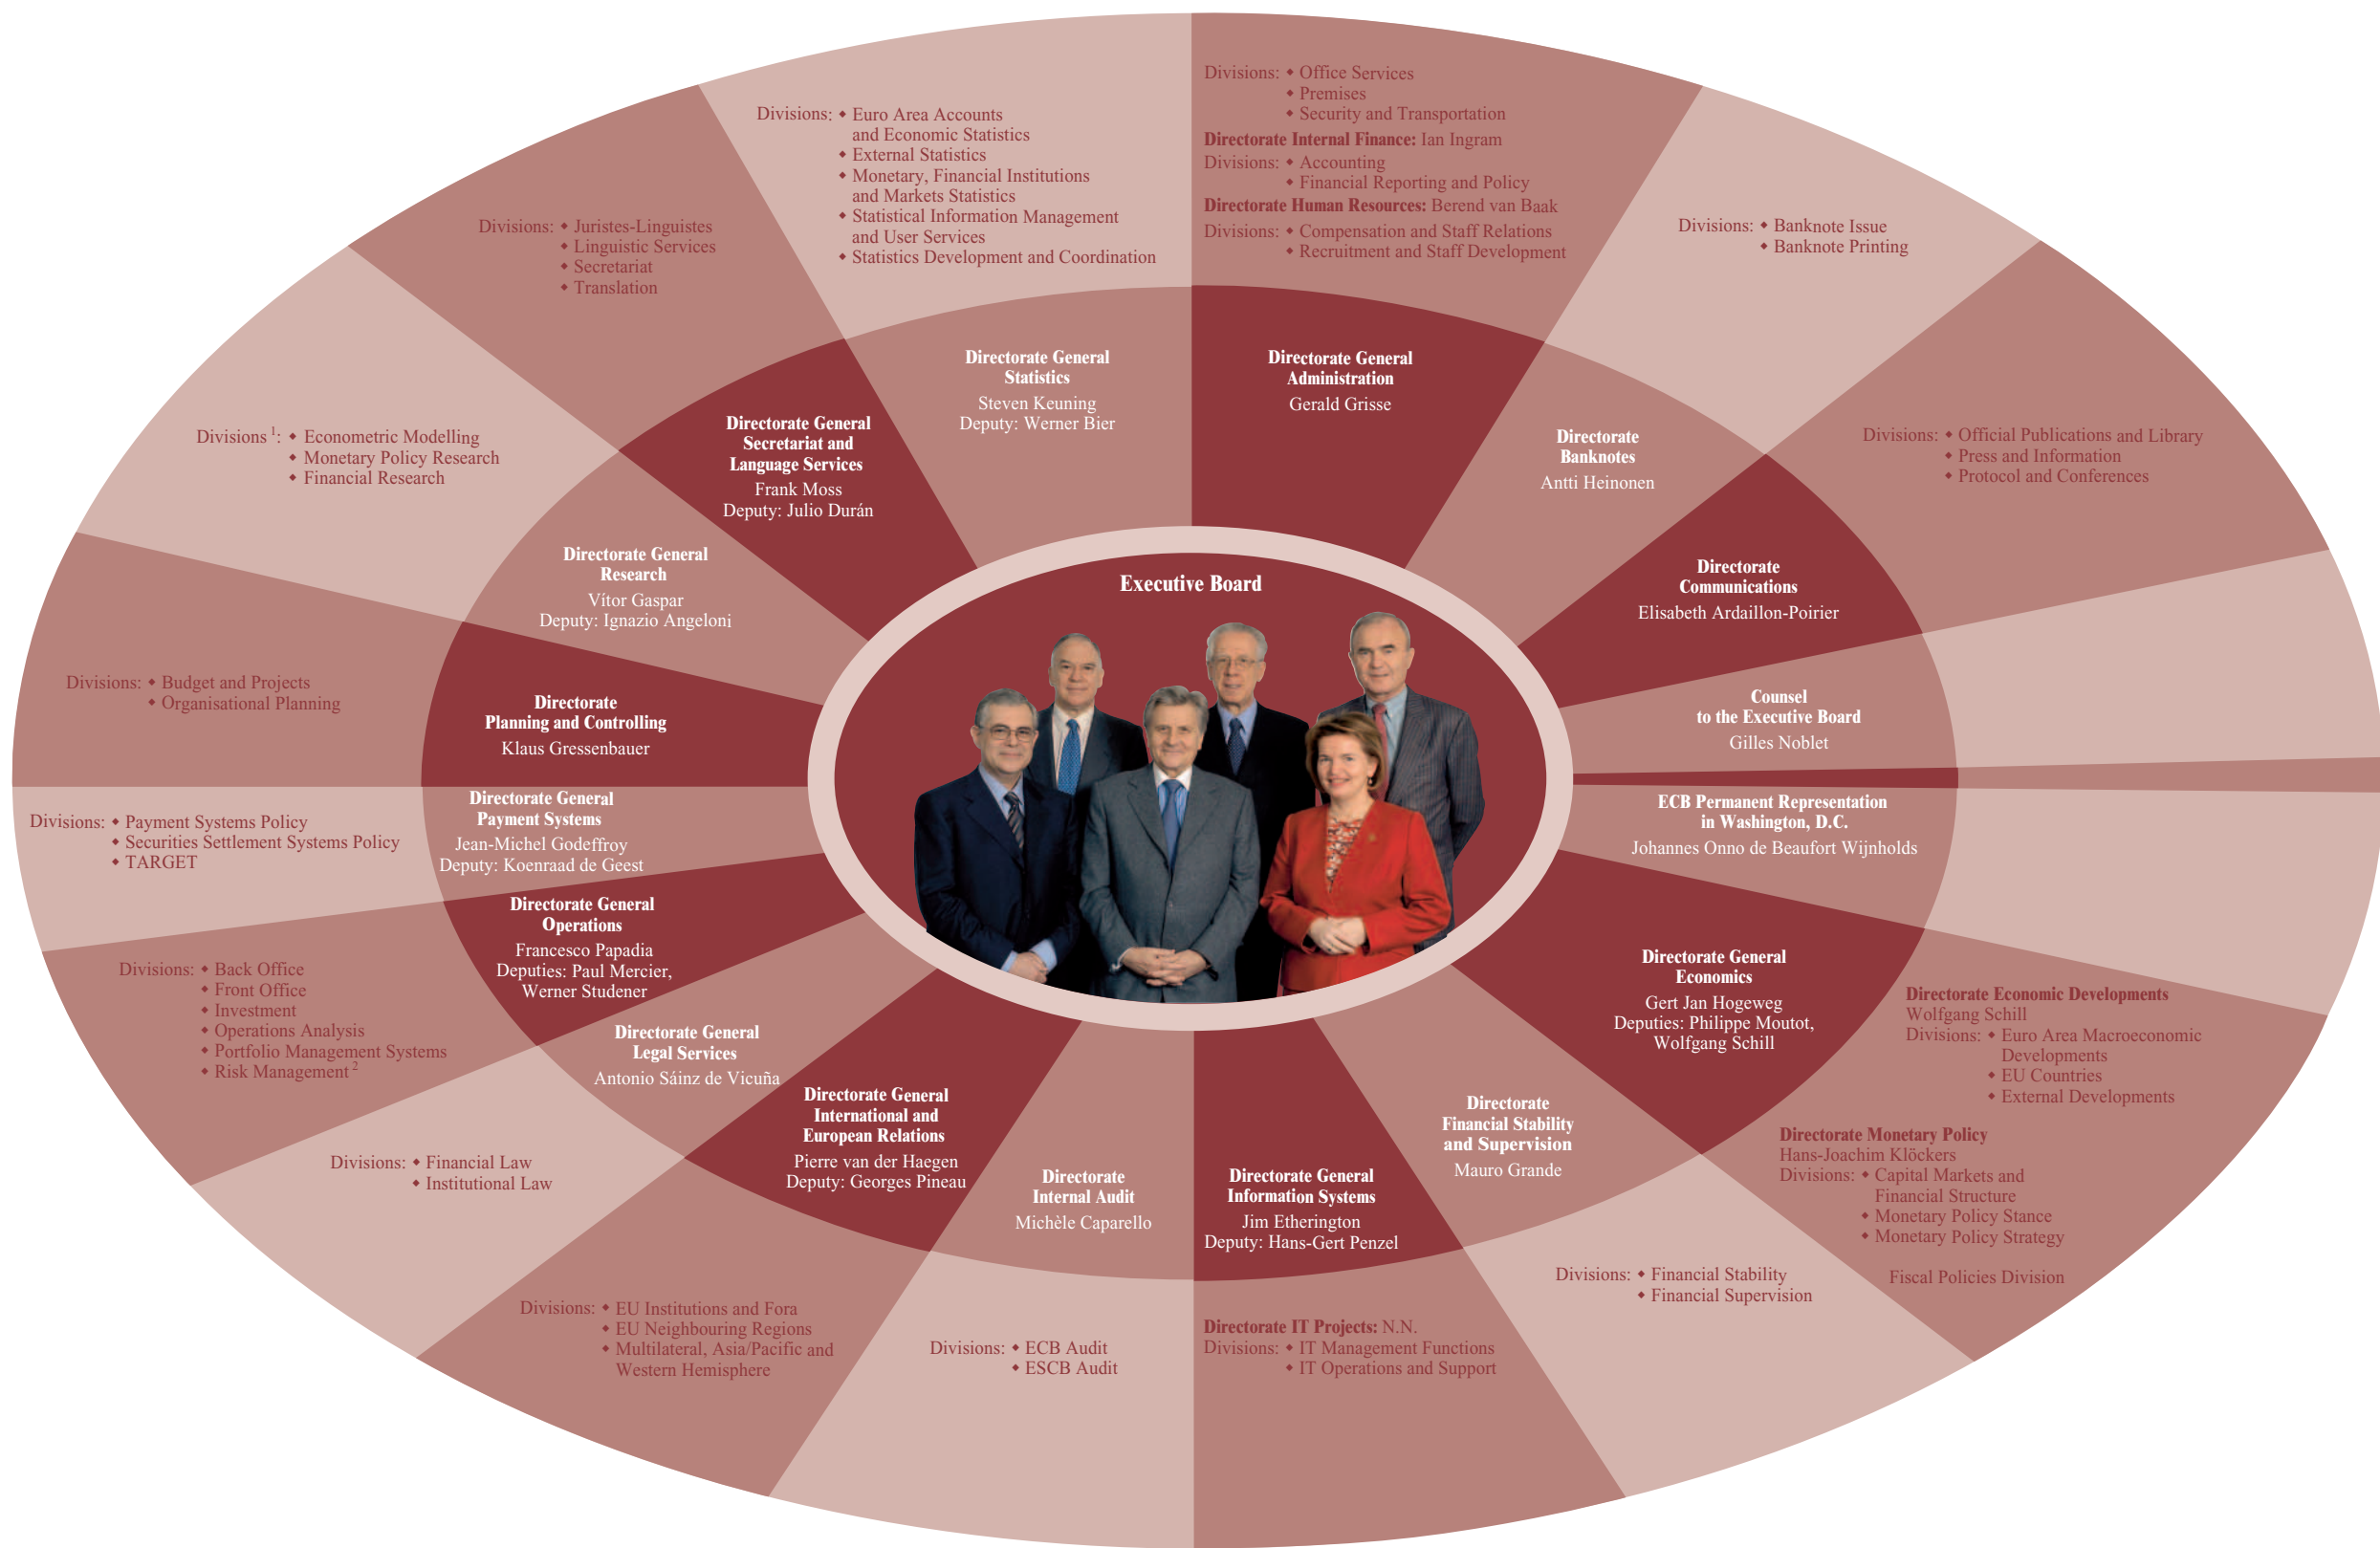 Executive Board
Divisions: ◆ Office Services
◆ Premises
◆ Security and Transportation
Directorate Internal Finance: Ian Ingram
Divisions: ◆ Accounting
◆ Financial Reporting and Policy
Directorate Human Resources: Berend van Baak
Divisions: ◆ Compensation and Staff Relations
◆ Recruitment and Staff Development
Directorate General
Administration
Gerald Grisse
Divisions: ◆ Banknote Issue
◆ Banknote Printing
Directorate
Banknotes
Antti Heinonen
Divisions: ◆ Official Publications and Library
◆ Press and Information
◆ Protocol and Conferences
Directorate
Communications
Elisabeth Ardaillon-Poirier
Counsel
to the Executive Board
Gilles Noblet
ECB Permanent Representation
in Washington, D.C.
Johannes Onno de Beaufort Wijnholds
Directorate General
Economics
Gert Jan Hogeweg
Deputies: Philippe Moutot,
Wolfgang Schill
Directorate Economic Developments
Wolfgang Schill
Divisions: ◆ Euro Area Macroeconomic
Developments
◆ EU Countries
◆ External Developments
Directorate Monetary Policy
Hans-Joachim Klöckers
Divisions: ◆ Capital Markets and
Financial Structure
◆ Monetary Policy Stance
◆ Monetary Policy Strategy
Fiscal Policies Division
Directorate
Financial Stability
and Supervision
Mauro Grande
Divisions: ◆ Financial Stability
◆ Financial Supervision
Directorate General
Information Systems
Jim Etherington
Deputy: Hans-Gert Penzel
Directorate IT Projects: N.N.
Divisions: ◆ IT Management Functions
◆ IT Operations and Support
Directorate
Internal Audit
Michèle Caparello
Divisions: ◆ ECB Audit
◆ ESCB Audit
Directorate General
International and
European Relations
Pierre van der Haegen
Deputy: Georges Pineau
Divisions: ◆ EU Institutions and Fora
◆ EU Neighbouring Regions
◆ Multilateral, Asia/Pacific and
Western Hemisphere
Directorate General
Legal Services
Antonio Sáinz de Vicuña
Divisions: ◆ Financial Law
◆ Institutional Law
Directorate General
Operations
Francesco Papadia
Deputies: Paul Mercier,
Werner Studener
Divisions: ◆ Back Office
◆ Front Office
◆ Investment
◆ Operations Analysis
◆ Portfolio Management Systems
◆ Risk Management 2
Directorate General
Payment Systems
Jean-Michel Godeffroy
Deputy: Koenraad de Geest
Divisions: ◆ Payment Systems Policy
◆ Securities Settlement Systems Policy
◆ TARGET
Directorate
Planning and Controlling
Klaus Gressenbauer
Divisions: ◆ Budget and Projects
◆ Organisational Planning
Directorate General
Research
Vítor Gaspar
Deputy: Ignazio Angeloni
Divisions 1: ◆ Econometric Modelling
◆ Monetary Policy Research
◆ Financial Research
Directorate General
Secretariat and
Language Services
Frank Moss
Deputy: Julio Durán
Divisions: ◆ Juristes-Linguistes
◆ Linguistic Services
◆ Secretariat
◆ Translation
Directorate General
Statistics
Steven Keuning
Deputy: Werner Bier
Divisions: ◆ Euro Area Accounts
and Economic Statistics
◆ External Statistics
◆ Monetary, Financial Institutions
and Markets Statistics
◆ Statistical Information Management
and User Services
◆ Statistics Development and Coordination